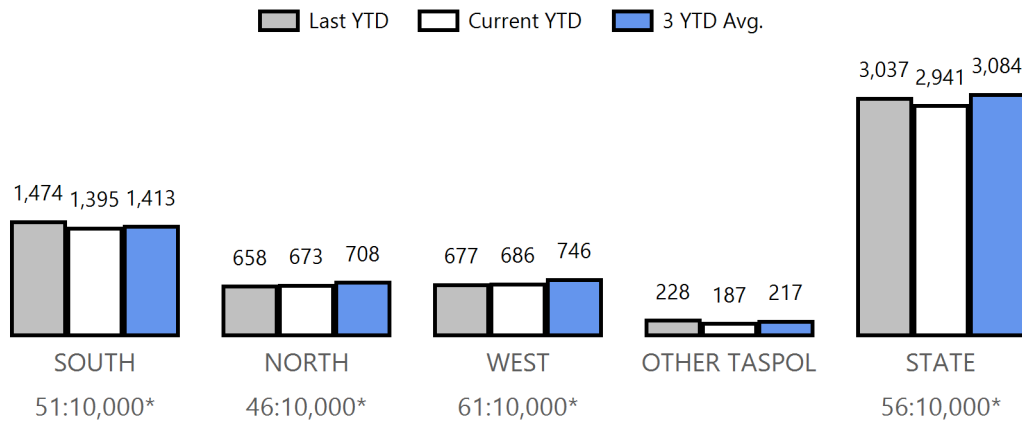 Last YTD Current YTD 3 YTD Avg.
3,037 2,941 3,084
1,474 1,395 1,413
658 673 708
677 686 746
228 187 217
SOUTH NORTH WEST OTHER TASPOL STATE
51:10,000* 46:10,000* 61:10,000* 56:10,000*